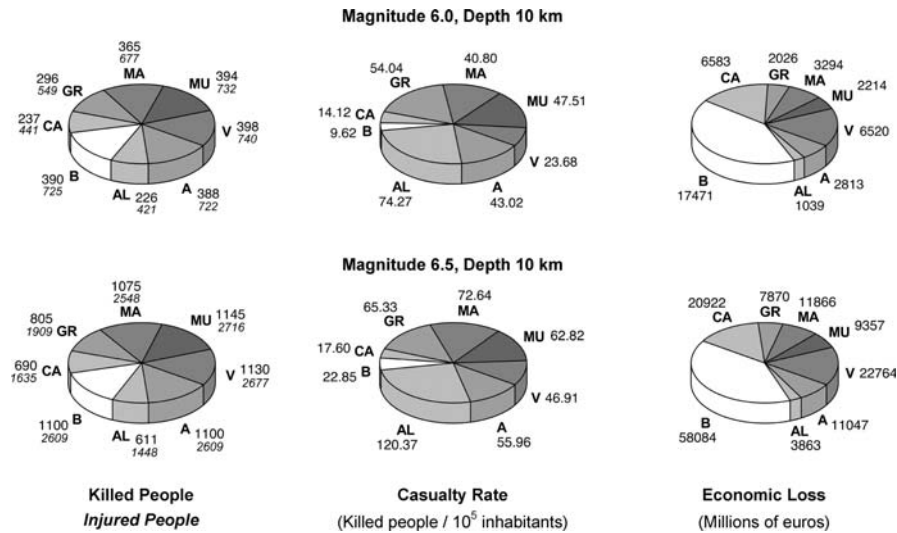 Magnitude 6.0, Depth 10 km
365
677
MA
394
732
MU
398
740
V
388
722
A
226
421
AL
390
725
B
237
441
CA
296
549
GR
40.80
MA
MU 47.51
V 23.68
A
43.02
AL
74.27
B
9.62
14.12
CA
54.04
GR
6583
CA
2026
GR
3294
MA
2214
MU
V 6520
A
2813
AL
1039
B
17471
Magnitude 6.5, Depth 10 km
1075
2548
MA
1145
2716
MU
V 1130
2677
A
1100
2609
AL
611
1448
B
1100
2609
690
1635
CA
805
1909
GR
72.64
MA
MU 62.82
V 46.91
A
55.96
AL
120.37
B
22.85
17.60
CA
65.33
GR
20922
CA
7870
GR
11866
MA
9357
MU
V 22764
A
11047
AL
3863
B
58084
Killed People
Injured People
Casualty Rate
(Killed people / 10⁵ inhabitants)
Economic Loss
(Millions of euros)